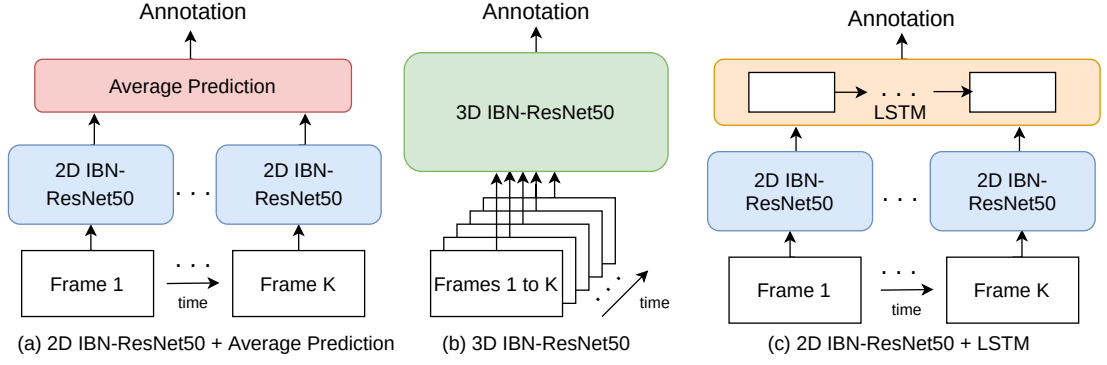 Annotation
Average Prediction
2D IBN-
ResNet50
. . .
2D IBN-
ResNet50
Frame 1
. . .
time
Frame K
(a) 2D IBN-ResNet50 + Average Prediction
Annotation
3D IBN-ResNet50
Frames 1 to K
. . .
time
(b) 3D IBN-ResNet50
Annotation
. . .
LSTM
2D IBN-
ResNet50
. . .
2D IBN-
ResNet50
Frame 1
. . .
time
Frame K
(c) 2D IBN-ResNet50 + LSTM